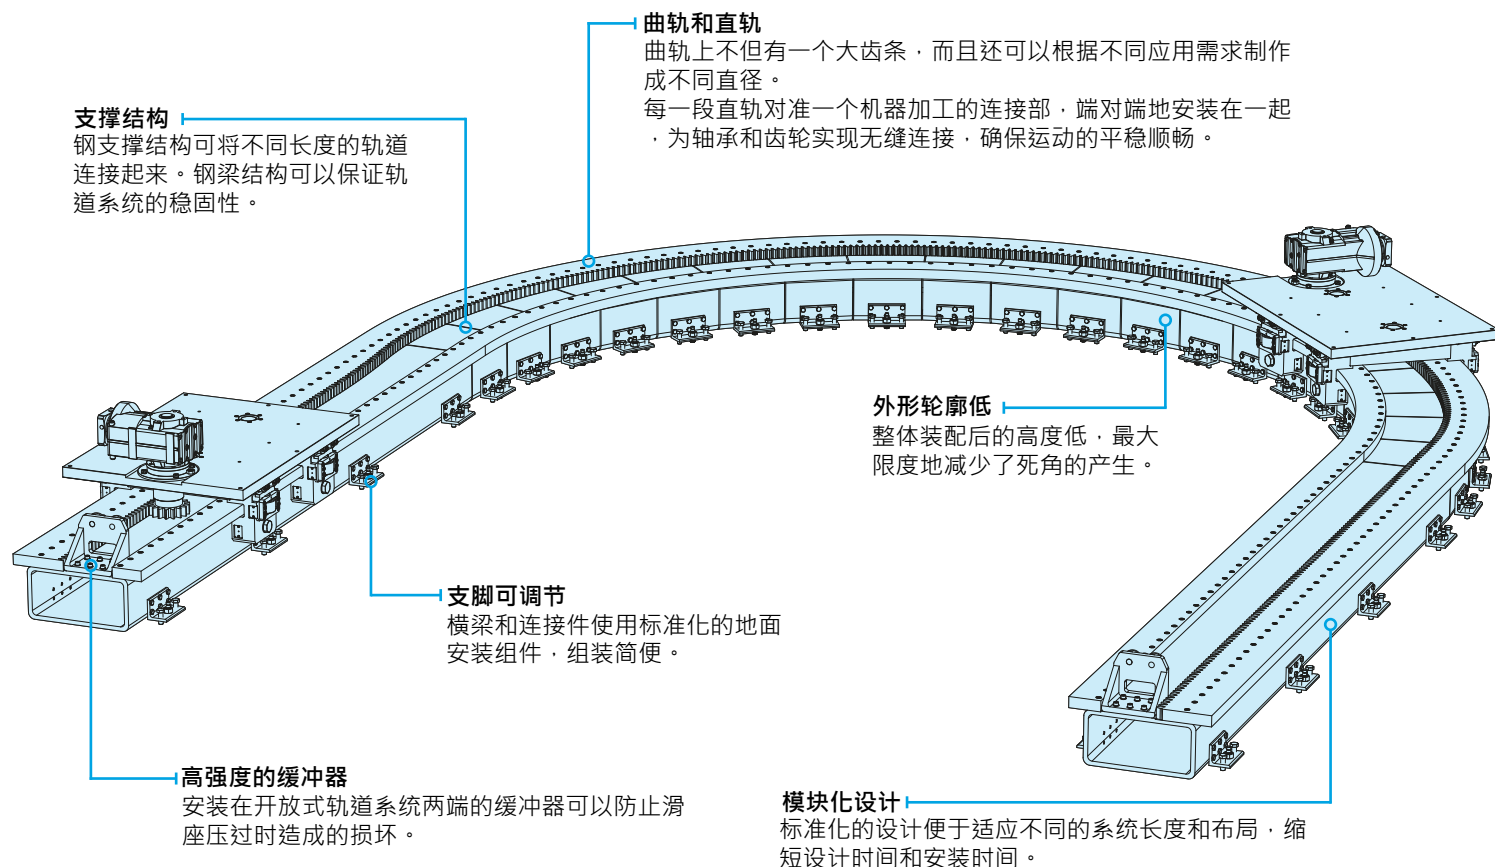 曲轨和直轨
曲轨上不但有一个大齿条，而且还可以根据不同应用需求制作
成不同直径。
每一段直轨对准一个机器加工的连接部，端对端地安装在一起
，为轴承和齿轮实现无缝连接，确保运动的平稳顺畅。
支撑结构
钢支撑结构可将不同长度的轨道
连接起来。钢梁结构可以保证轨
道系统的稳固性。
外形轮廓低
整体装配后的高度低，最大
限度地减少了死角的产生。
支脚可调节
横梁和连接件使用标准化的地面
安装组件，组装简便。
高强度的缓冲器
安装在开放式轨道系统两端的缓冲器可以防止滑
座压过时造成的损坏。
模块化设计
标准化的设计便于适应不同的系统长度和布局，缩
短设计时间和安装时间。